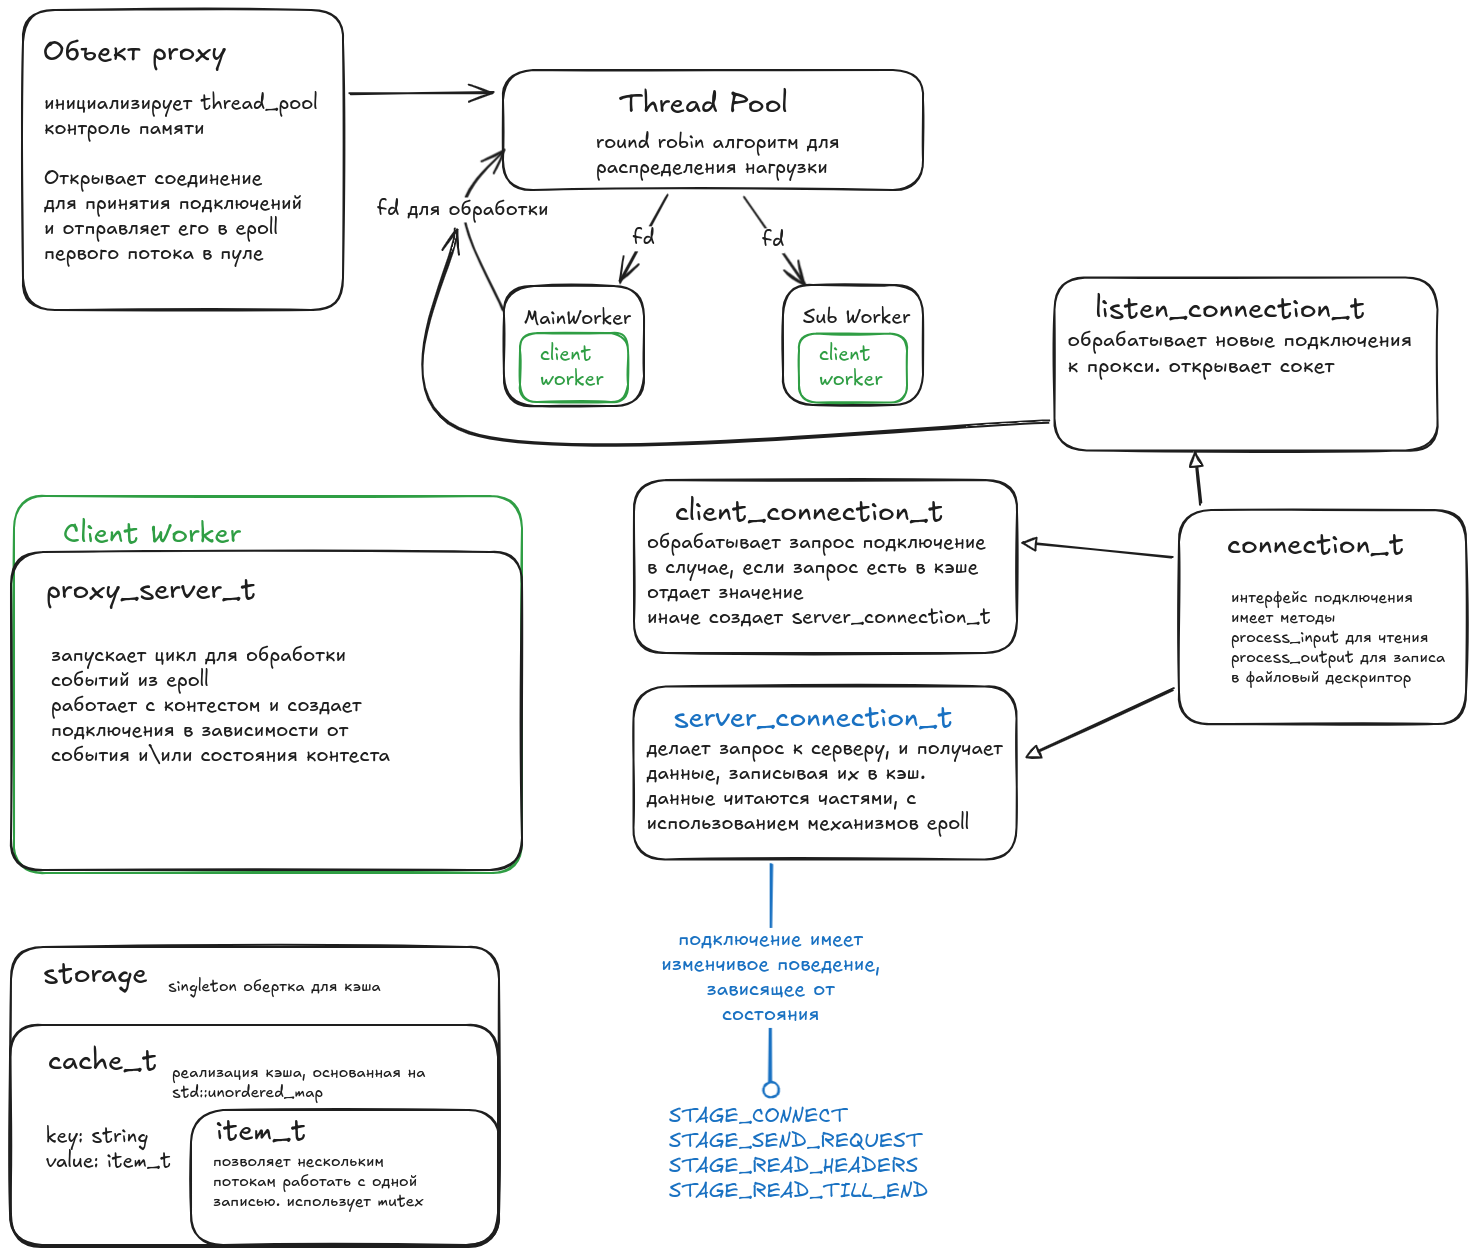 Объект proxy
инициализирует thread_pool
контроль памяти
Открывает соединение
для принятия подключений
и отправляет его в epoll
первого потока в пуле
Thread Pool
round robin алгоритм для
распределения нагрузки
fd для обработки
fd
fd
MainWorker
client
worker
Sub Worker
client
worker
listen_connection_t
обрабатывает новые подключения
к прокси. открывает сокет
client_connection_t
обрабатывает запрос подключение
в случае, если запрос есть в кэше
отдает значение
иначе создает server_connection_t
connection_t
интерфейс подключения
имеет методы
process_input для чтения
process_output для записа
в файловый дескриптор
Client Worker
proxy_server_t
запускает цикл для обработки
событий из epoll
работает с контестом и создает
подключения в зависимости от
события и\или состояния контеста
server_connection_t
делает запрос к серверу, и получает
данные, записывая их в кэш.
данные читаются частями, с
использованием механизмов epoll
подключение имеет
изменчивое поведение,
зависящее от
состояния
STAGE_CONNECT
STAGE_SEND_REQUEST
STAGE_READ_HEADERS
STAGE_READ_TILL_END
storage
singleton обертка для кэша
cache_t
реализация кэша, основанная на
std::unordered_map
key: string
value: item_t
item_t
позволяет нескольким
потокам работать с одной
записью. использует mutex